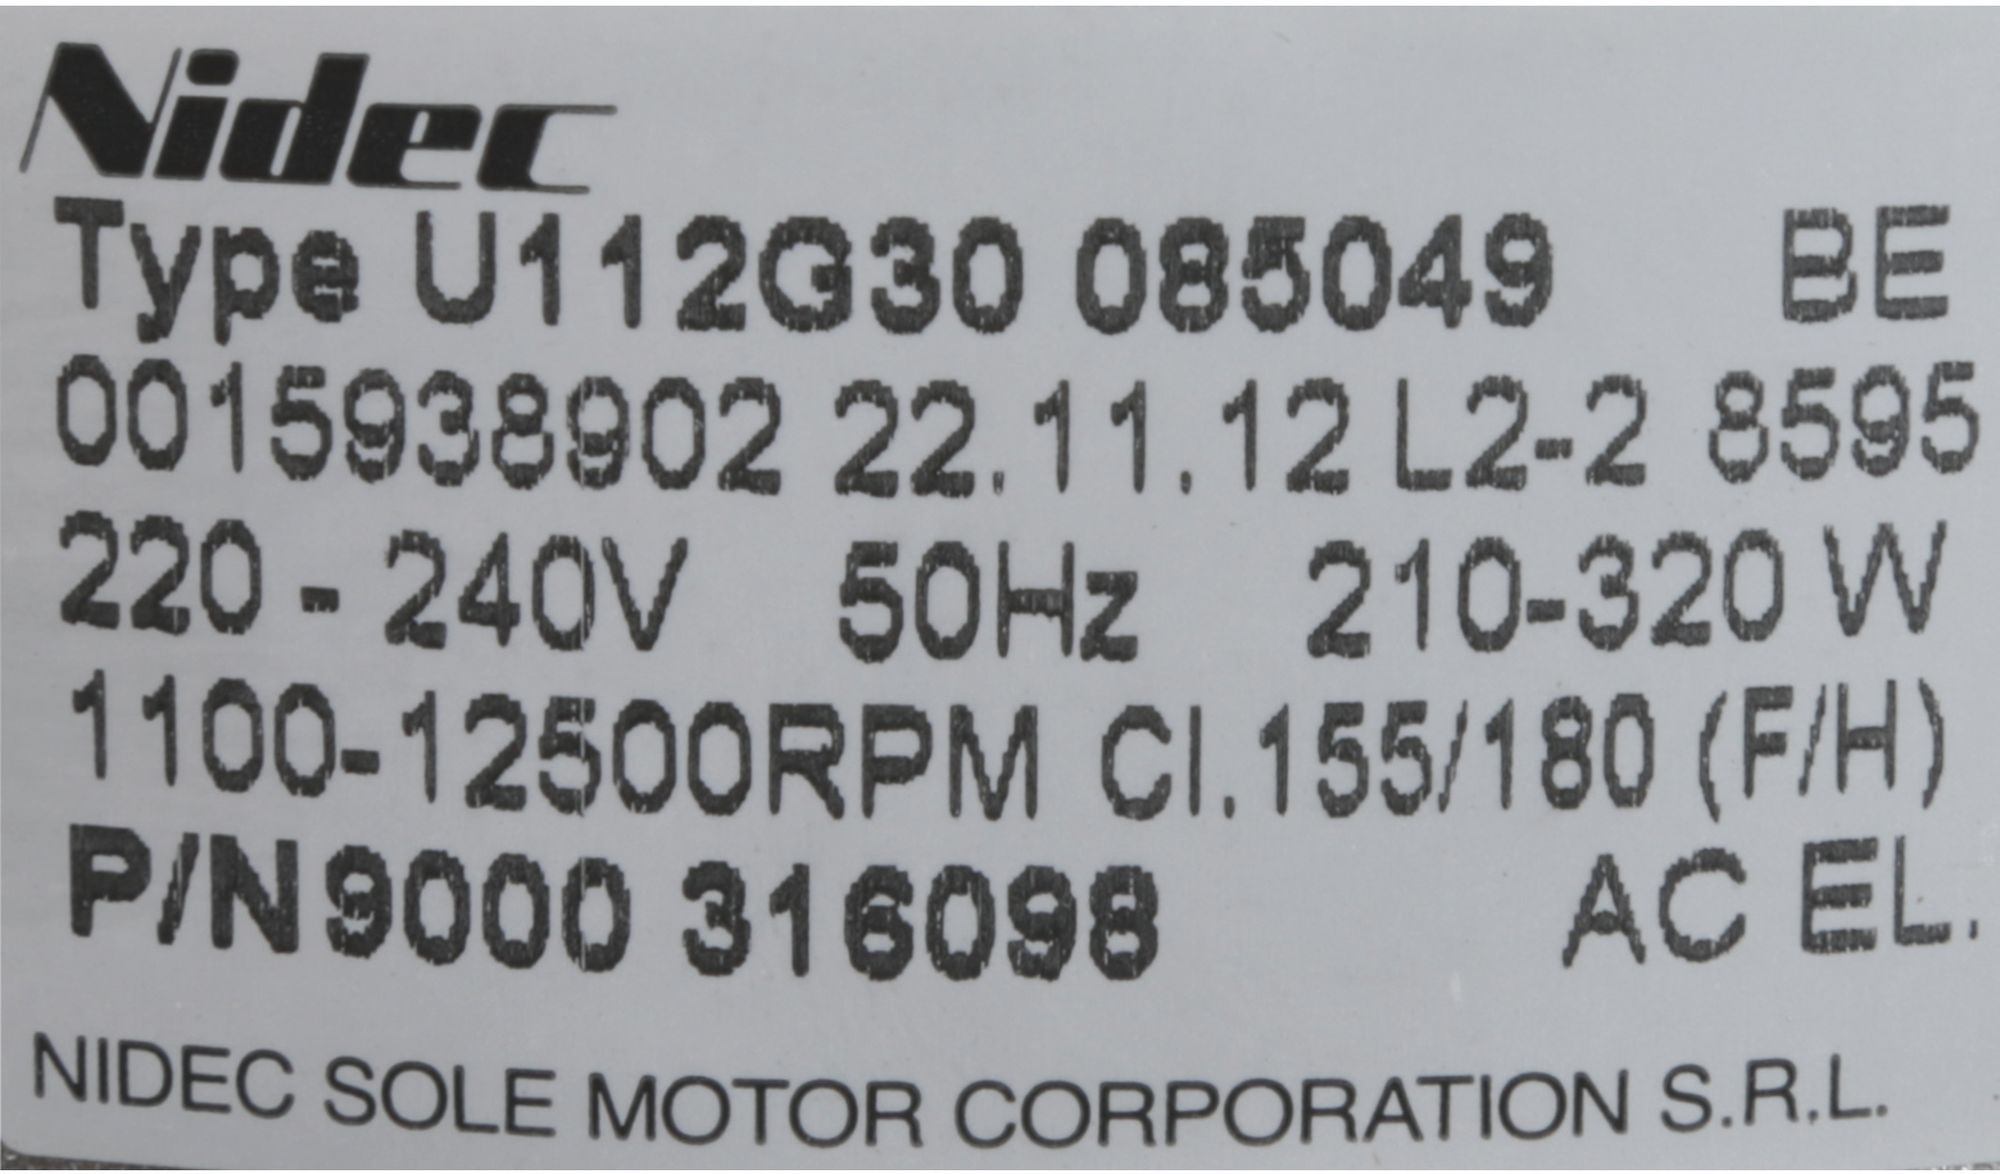 Nidec
Type U112G30 085049 BE
0015938902 22.11.12 L2-2 8595
220 - 240V 50Hz 210-320 W
1100-12500RPM Cl.155/180 (F/H)
P/N9000 316098 AC EL.
NIDEC SOLE MOTOR CORPORATION S.R.L.